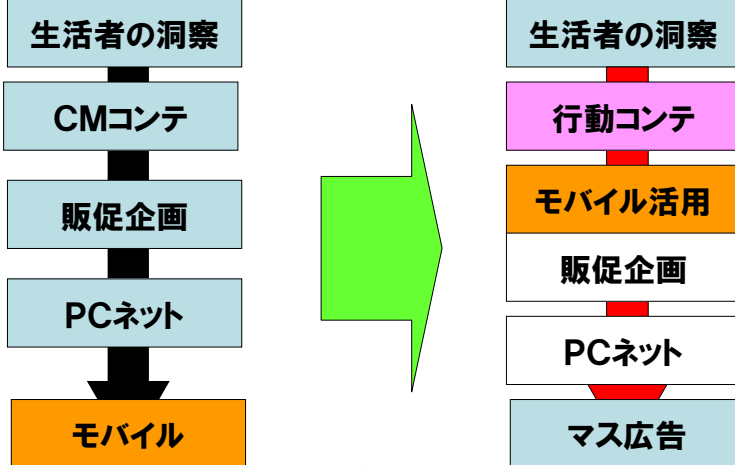 生活者の洞察
CMコンテ
販促企画
PCネット
モバイル
生活者の洞察
行動コンテ
モバイル活用
販促企画
PCネット
マス広告